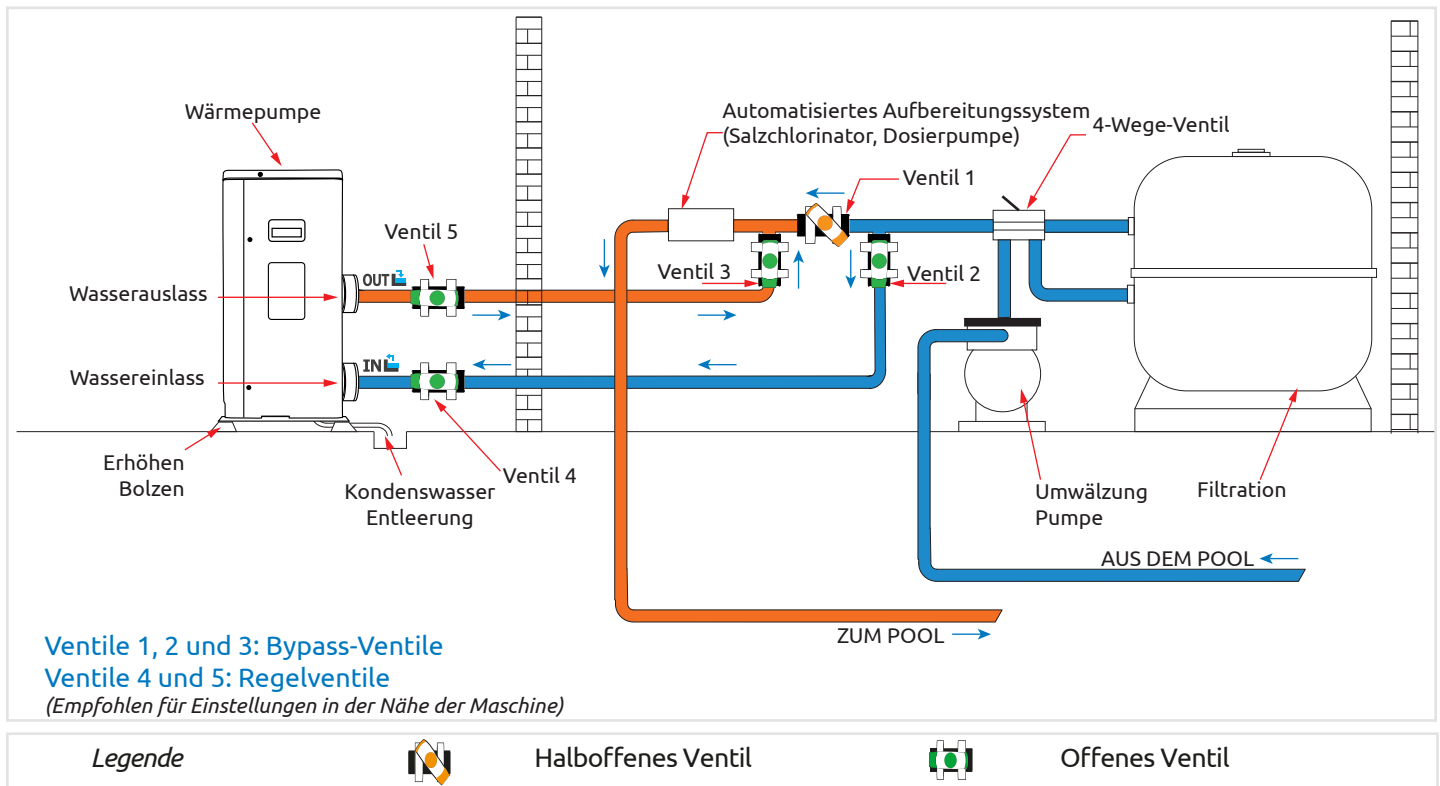 Wärmepumpe
Automatisiertes Aufbereitungssystem
(Salzchlorinator, Dosierpumpe)
4-Wege-Ventil
Ventil 1
Ventil 5
Ventil 3
Ventil 2
OUT
Wasserauslass
IN
Wassereinlass
Erhöhen
Bolzen
Kondenswasser
Entleerung
Ventil 4
Umwälzung
Pumpe
Filtration
AUS DEM POOL
ZUM POOL
Ventile 1, 2 und 3: Bypass-Ventile
Ventile 4 und 5: Regelventile
(Empfohlen für Einstellungen in der Nähe der Maschine)
Legende
Halboffenes Ventil
Offenes Ventil